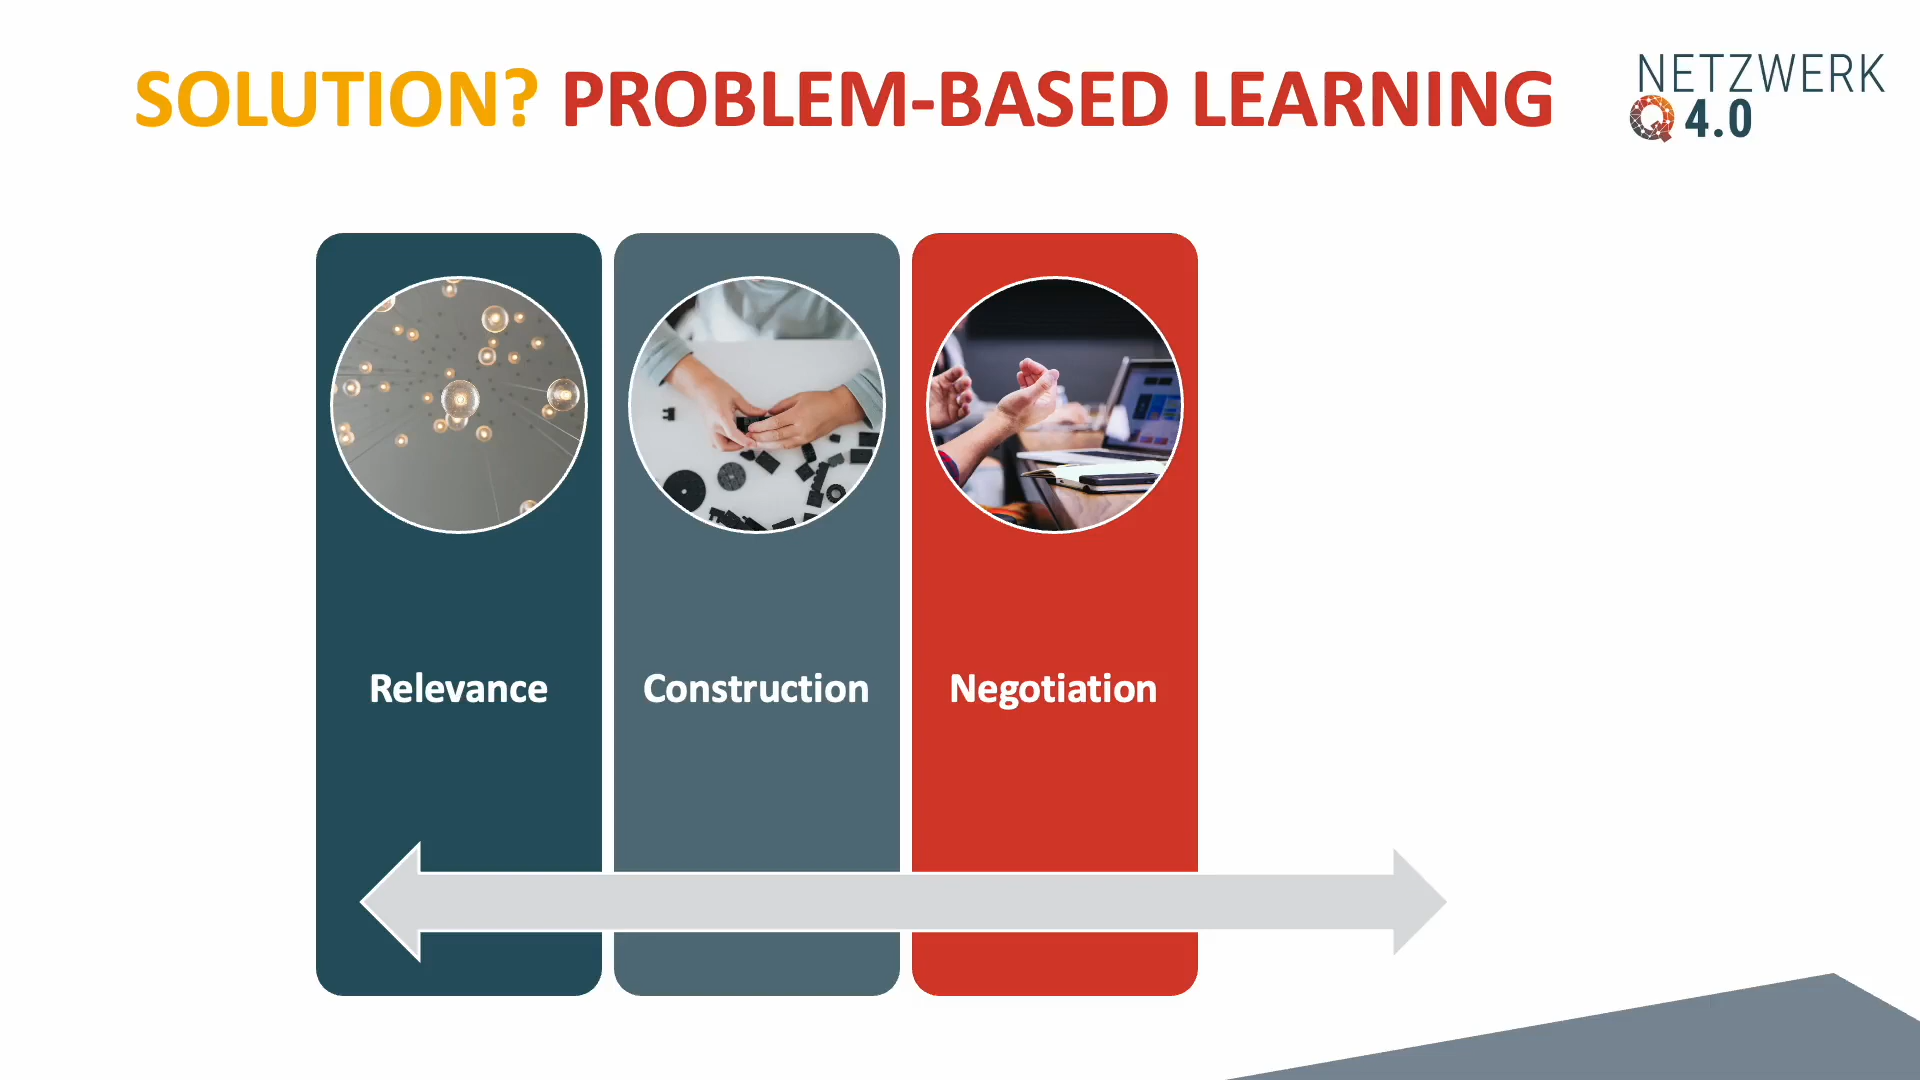 SOLUTION? PROBLEM-BASED LEARNING
NETZWERK
Q 4.0
Relevance
Construction
Negotiation